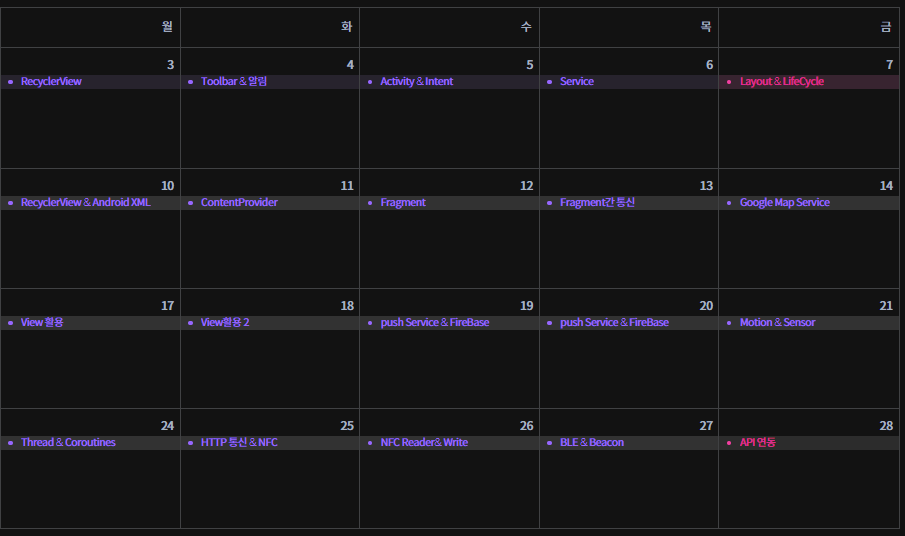 월 화 수 목 금
3 4 5 6 7
RecyclerView Toolbar & 알림 Activity & Intent Service Layout & LifeCycle
10 11 12 13 14
RecyclerView & Android XML ContentProvider Fragment Fragment간 통신 Google Map Service
17 18 19 20 21
View 활용 View활용 2 push Service & FireBase push Service & FireBase Motion & Sensor
24 25 26 27 28
Thread & Coroutines HTTP 통신 & NFC NFC Reader& Write BLE & Beacon API 연동